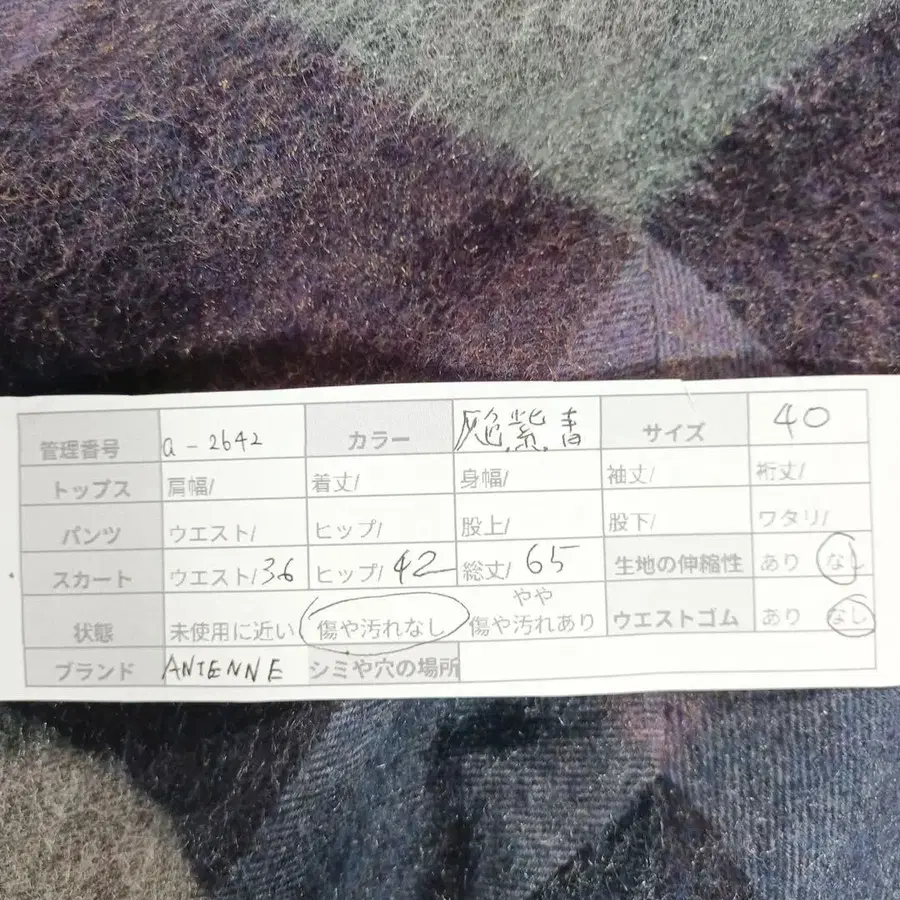 管理番号 a-2642 カラー 灰色,紫,青 サイズ 40
トップス 肩幅/ 着丈/ 身幅/ 袖丈/ 裄丈/
パンツ ウエスト/ ヒップ/ 股上/ 股下/ ワタリ/
スカート ウエスト/36 ヒップ/42 総丈/65 生地の伸縮性 あり なし
状態 未使用に近い 傷や汚れなし やや傷や汚れあり ウエストゴム あり なし
ブランド ANTENNE シミや穴の場所